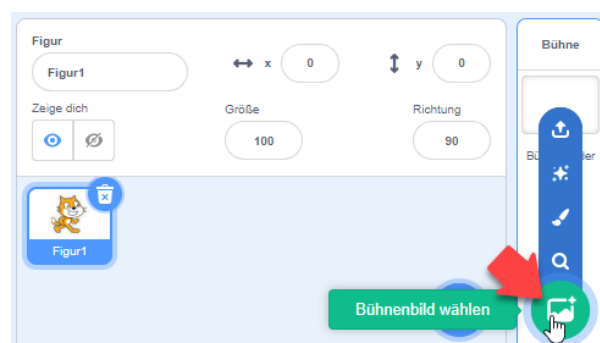 Figur
Figur1
x 0
y 0
Bühne
Zeige dich
Größe
100
Richtung
90
Figur1
Bühnenbild wählen